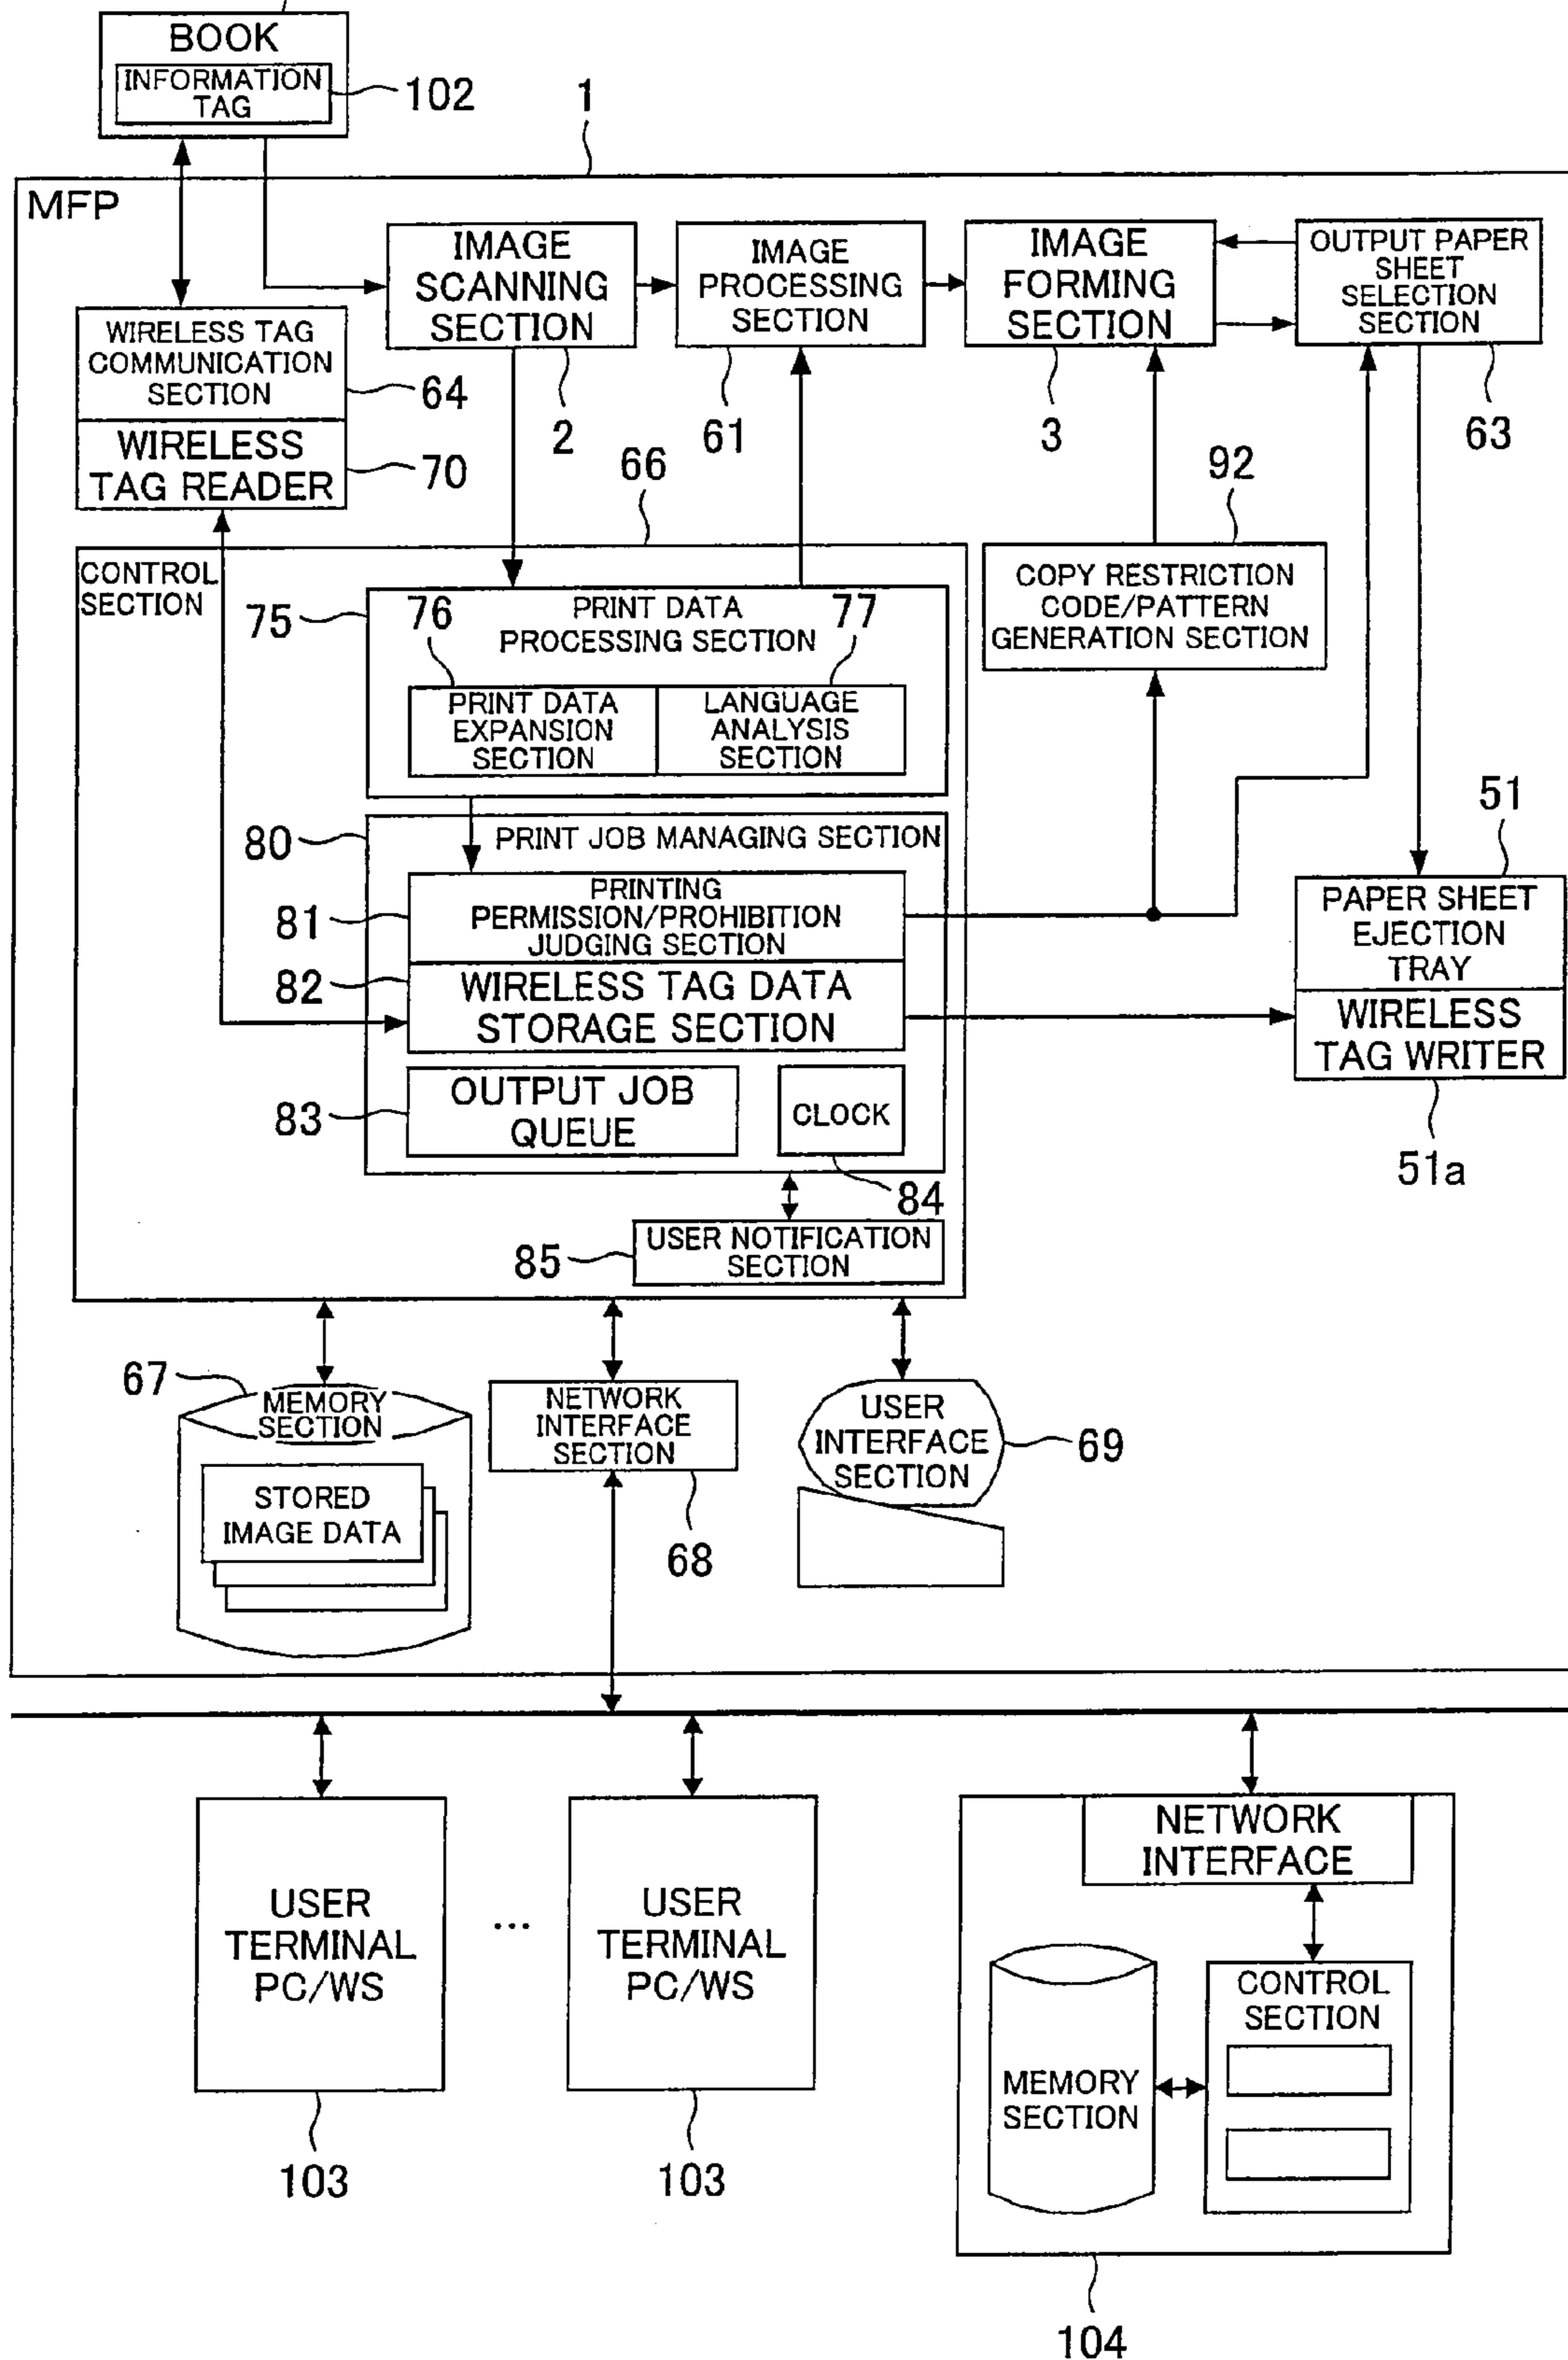 BOOK
INFORMATION
TAG
102
1
MFP
IMAGE
SCANNING
SECTION
2
IMAGE
PROCESSING
SECTION
61
IMAGE
FORMING
SECTION
3
OUTPUT PAPER
SHEET
SELECTION
SECTION
63
WIRELESS TAG
COMMUNICATION
SECTION
64
WIRELESS
TAG READER
70
66
92
CONTROL
SECTION
COPY RESTRICTION
CODE/PATTERN
GENERATION SECTION
75
76
PRINT DATA
PROCESSING SECTION
77
PRINT DATA
EXPANSION
SECTION
LANGUAGE
ANALYSIS
SECTION
80
PRINT JOB MANAGING SECTION
81
PRINTING
PERMISSION/PROHIBITION
JUDGING SECTION
82
WIRELESS TAG DATA
STORAGE SECTION
83
OUTPUT JOB
QUEUE
CLOCK
84
51
PAPER SHEET
EJECTION
TRAY
WIRELESS
TAG WRITER
51a
85
USER NOTIFICATION
SECTION
67
MEMORY
SECTION
STORED
IMAGE DATA
NETWORK
INTERFACE
SECTION
68
USER
INTERFACE
SECTION
69
USER
TERMINAL
PC/WS
103
...
USER
TERMINAL
PC/WS
103
NETWORK
INTERFACE
CONTROL
SECTION
MEMORY
SECTION
104